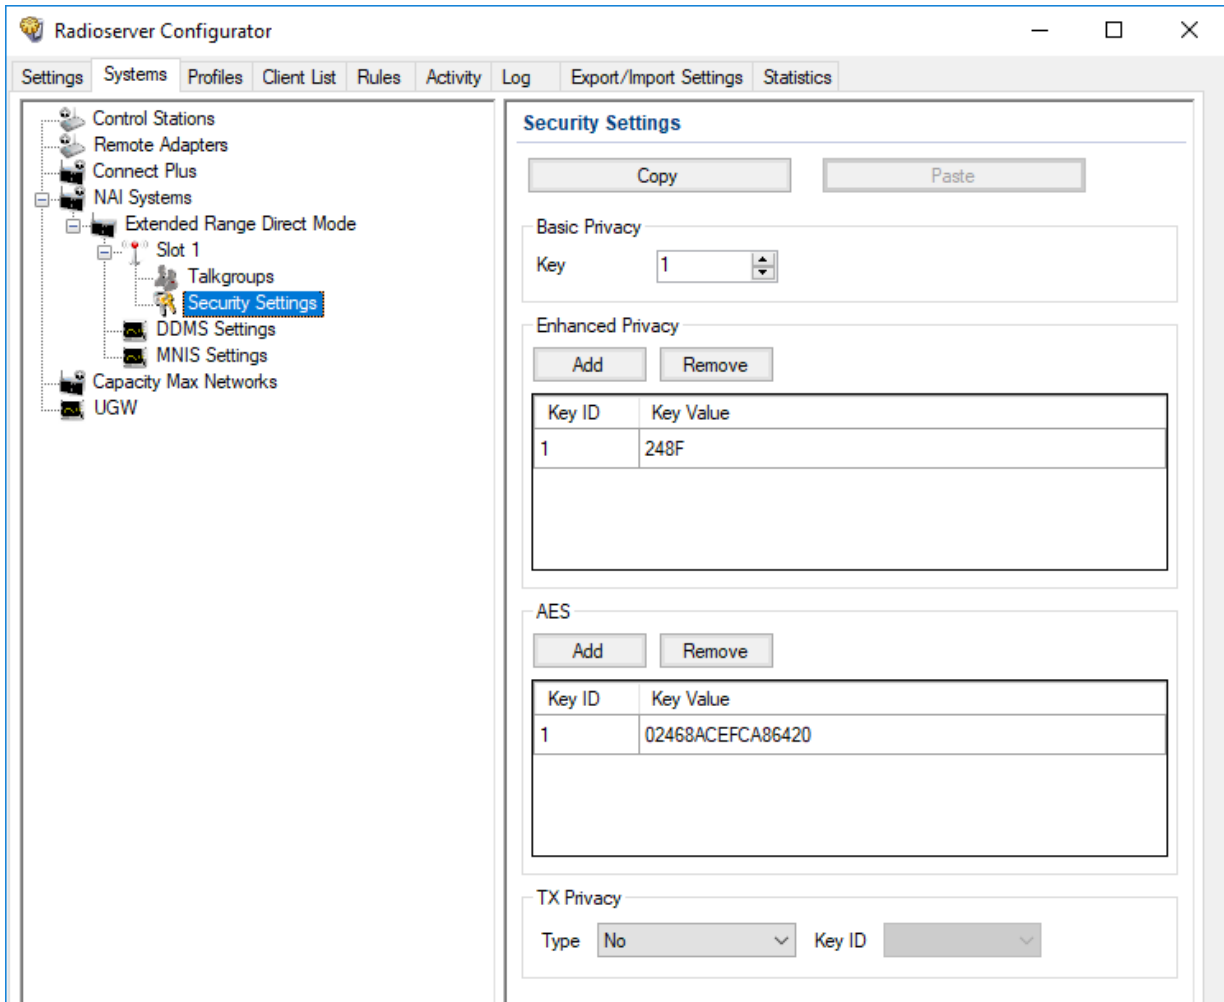 Radioserver Configurator
Settings Systems Profiles Client List Rules Activity Log Export/Import Settings Statistics
Control Stations
Remote Adapters
Connect Plus
NAI Systems
Extended Range Direct Mode
Slot 1
Talkgroups
Security Settings
DDMS Settings
MNIS Settings
Capacity Max Networks
UGW
Security Settings
Copy Paste
Basic Privacy
Key 1
Enhanced Privacy
Add Remove
Key ID Key Value
1 248F
AES
Add Remove
Key ID Key Value
1 02468ACEFCA86420
TX Privacy
Type No Key ID